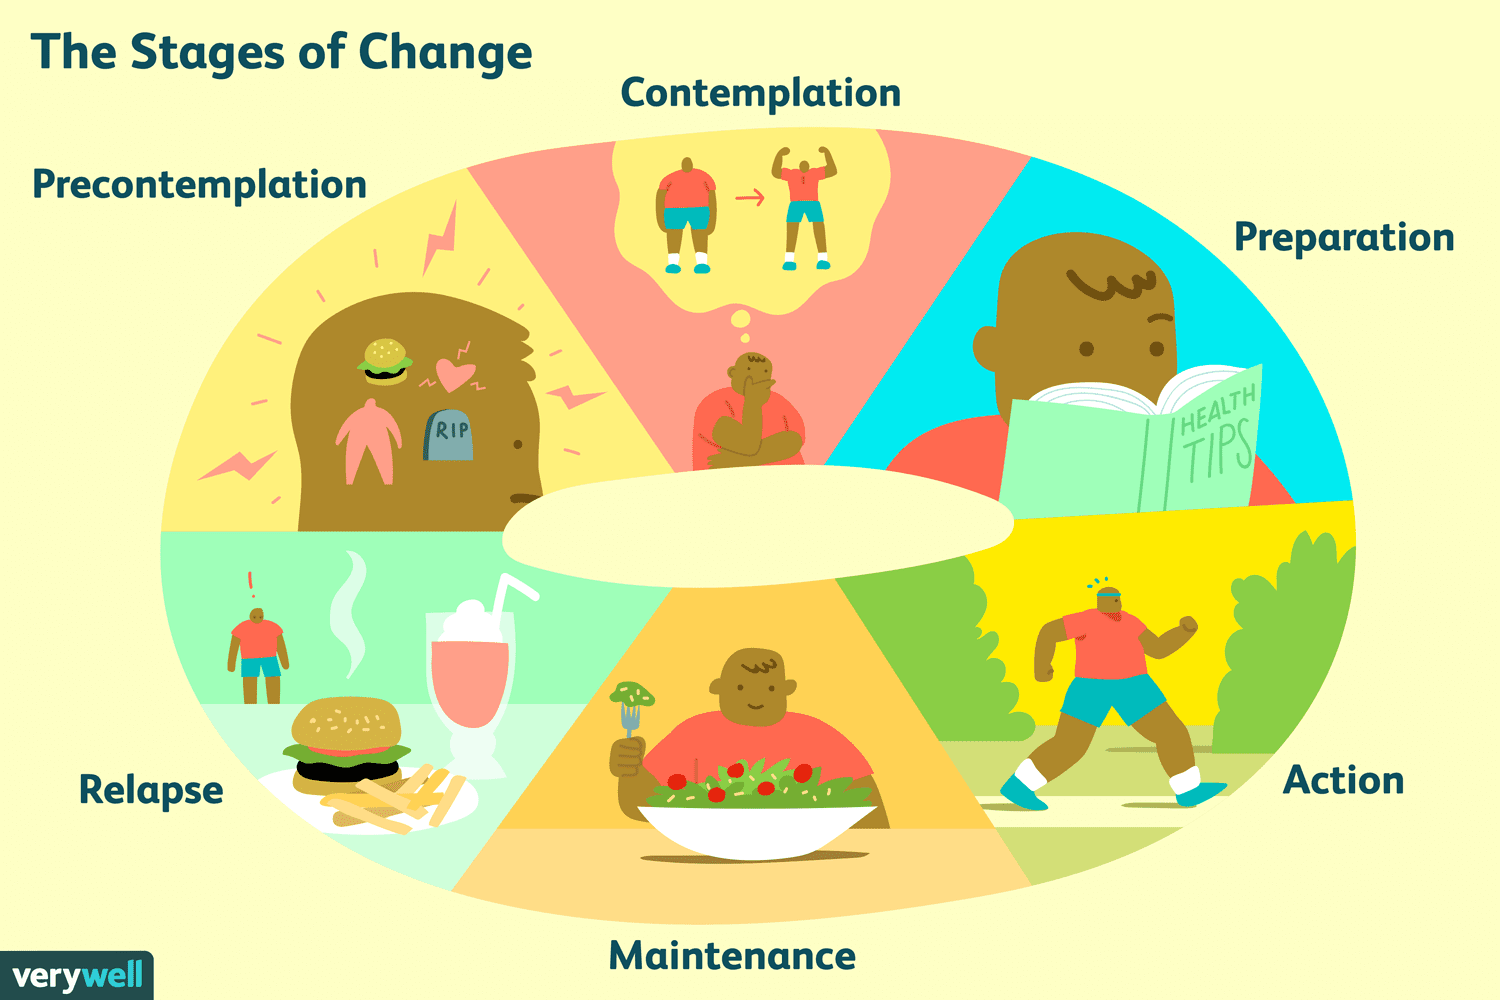 The Stages of Change
Contemplation
Precontemplation
Preparation
RIP
HEALTH
TIPS
!
Relapse
Action
Maintenance
verywell